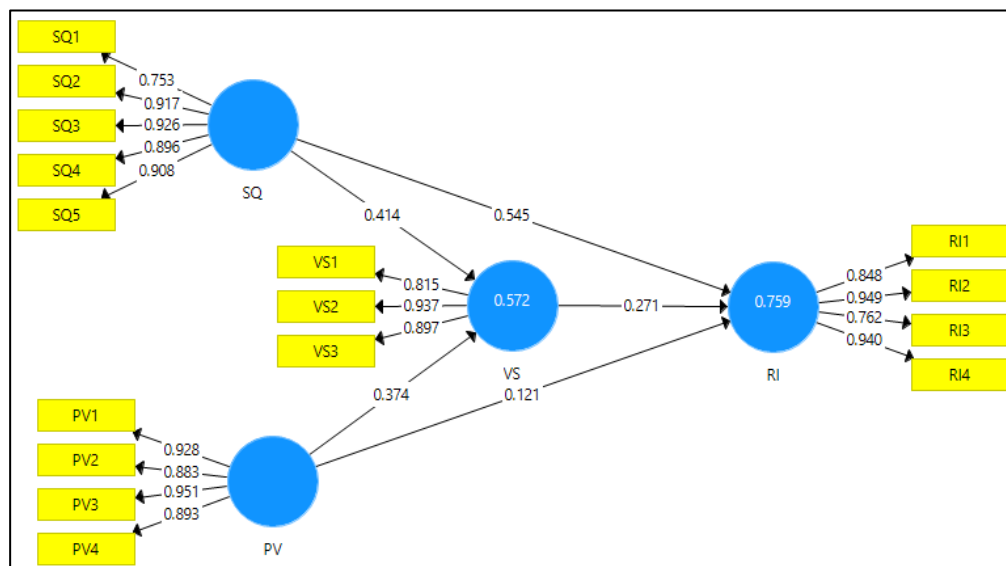 SQ1
0.753
SQ2
0.917
SQ3
0.926
SQ4
0.896
SQ5
0.908
SQ
0.414
0.545
VS1
0.815
VS2
0.937
VS3
0.897
0.572
VS
0.271
0.759
RI
RI1
0.848
RI2
0.949
RI3
0.762
RI4
0.940
0.374
0.121
PV1
0.928
PV2
0.883
PV3
0.951
PV4
0.893
PV